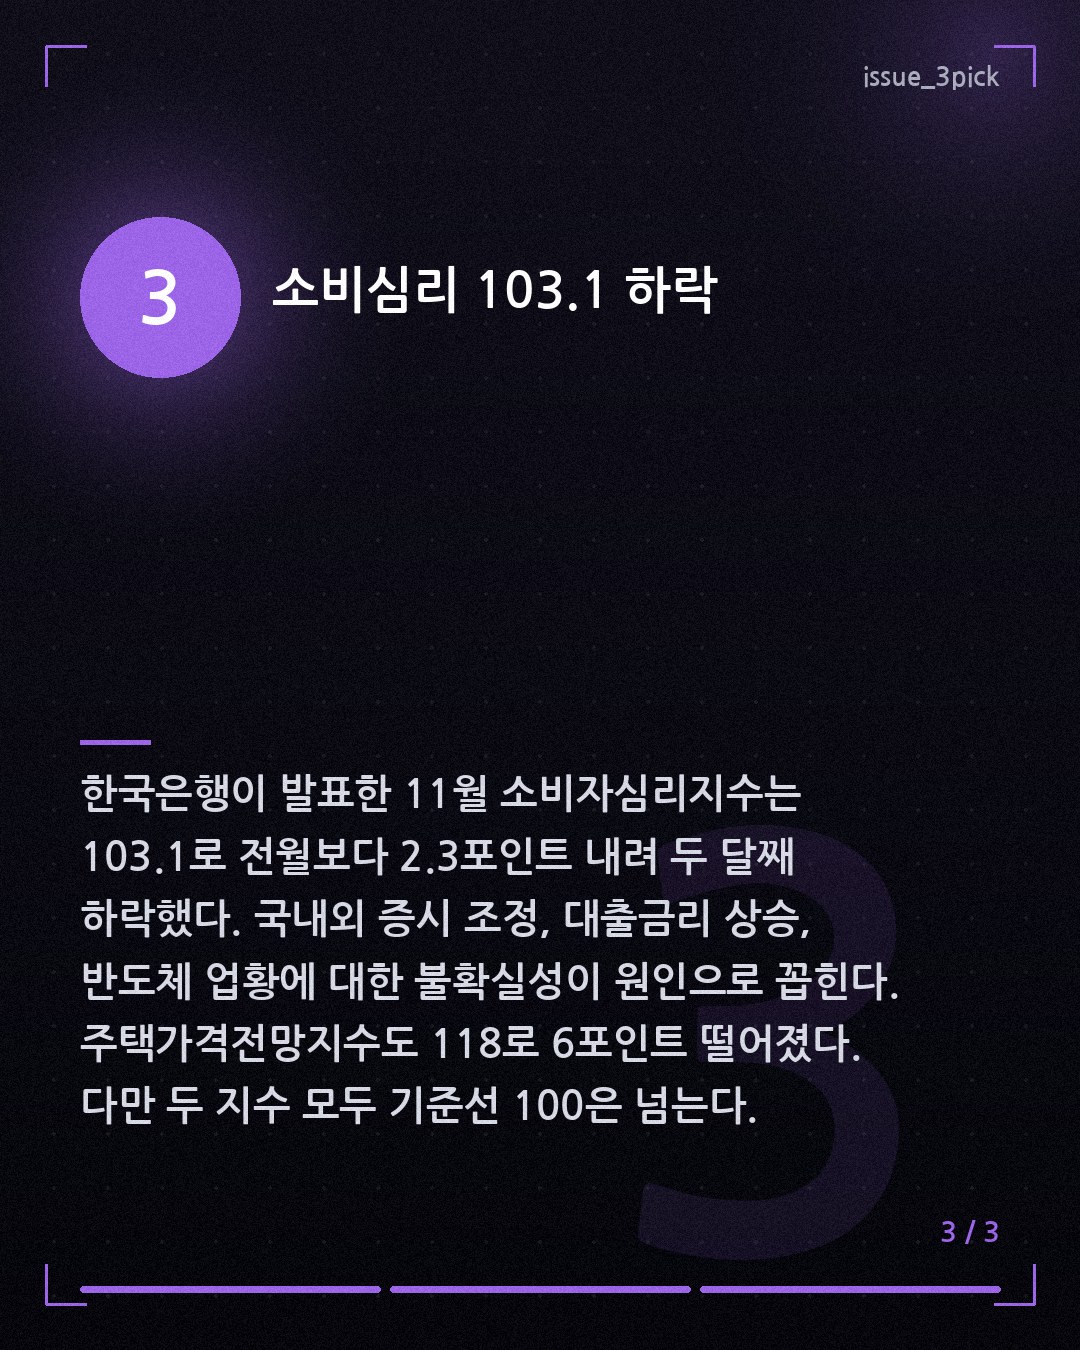 issue_3pick
3
소비심리 103.1 하락
한국은행이 발표한 11월 소비자심리지수는
103.1로 전월보다 2.3포인트 내려 두 달째
하락했다. 국내외 증시 조정, 대출금리 상승,
반도체 업황에 대한 불확실성이 원인으로 꼽힌다.
주택가격전망지수도 118로 6포인트 떨어졌다.
다만 두 지수 모두 기준선 100은 넘는다.
3
3 / 3